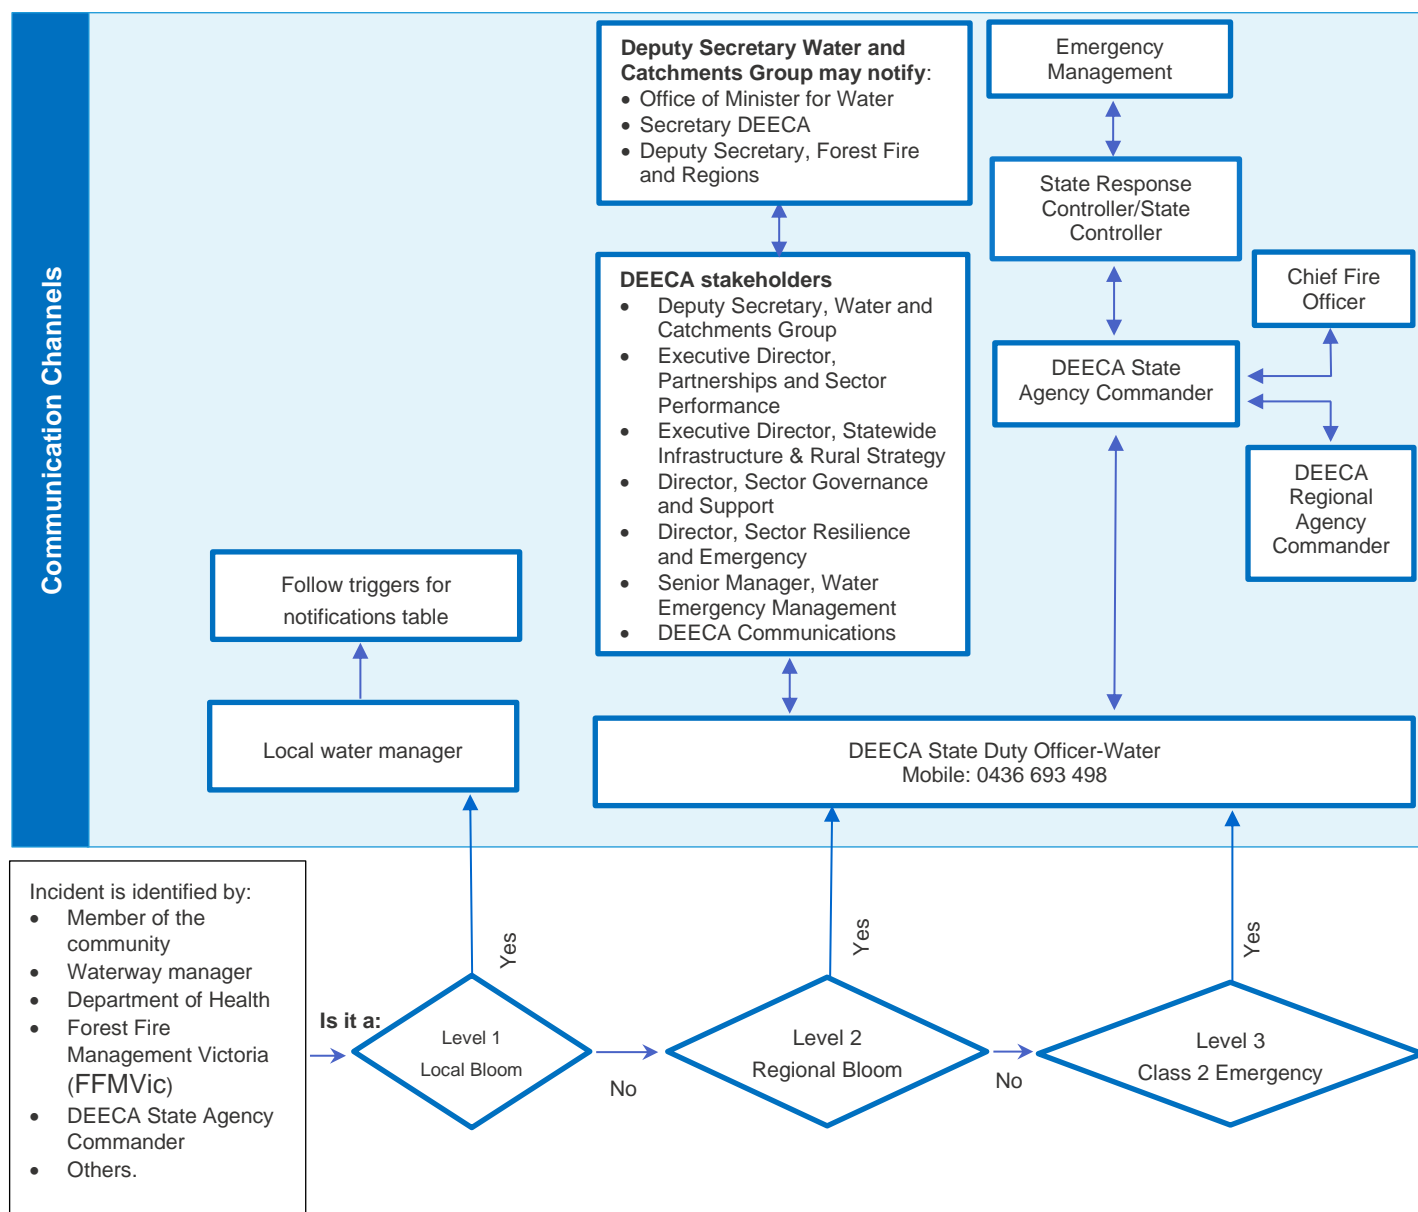 Communication Channels
Deputy Secretary Water and
Catchments Group may notify:
• Office of Minister for Water
• Secretary DEECA
• Deputy Secretary, Forest Fire
and Regions
Emergency
Management
State Response
Controller/State
Controller
DEECA stakeholders
• Deputy Secretary, Water and
Catchments Group
• Executive Director,
Partnerships and Sector
Performance
• Executive Director, Statewide
Infrastructure & Rural Strategy
• Director, Sector Governance
and Support
• Director, Sector Resilience
and Emergency
• Senior Manager, Water
Emergency Management
• DEECA Communications
Chief Fire
Officer
DEECA State
Agency Commander
DEECA
Regional
Agency
Commander
Follow triggers for
notifications table
Local water manager
DEECA State Duty Officer-Water
Mobile: 0436 693 498
Incident is identified by:
• Member of the
community
• Waterway manager
• Department of Health
• Forest Fire
Management Victoria
(FFMVic)
• DEECA State Agency
Commander
• Others.
Is it a:
Level 1
Local Bloom
Yes
No
Level 2
Regional Bloom
Yes
No
Level 3
Class 2 Emergency
Yes